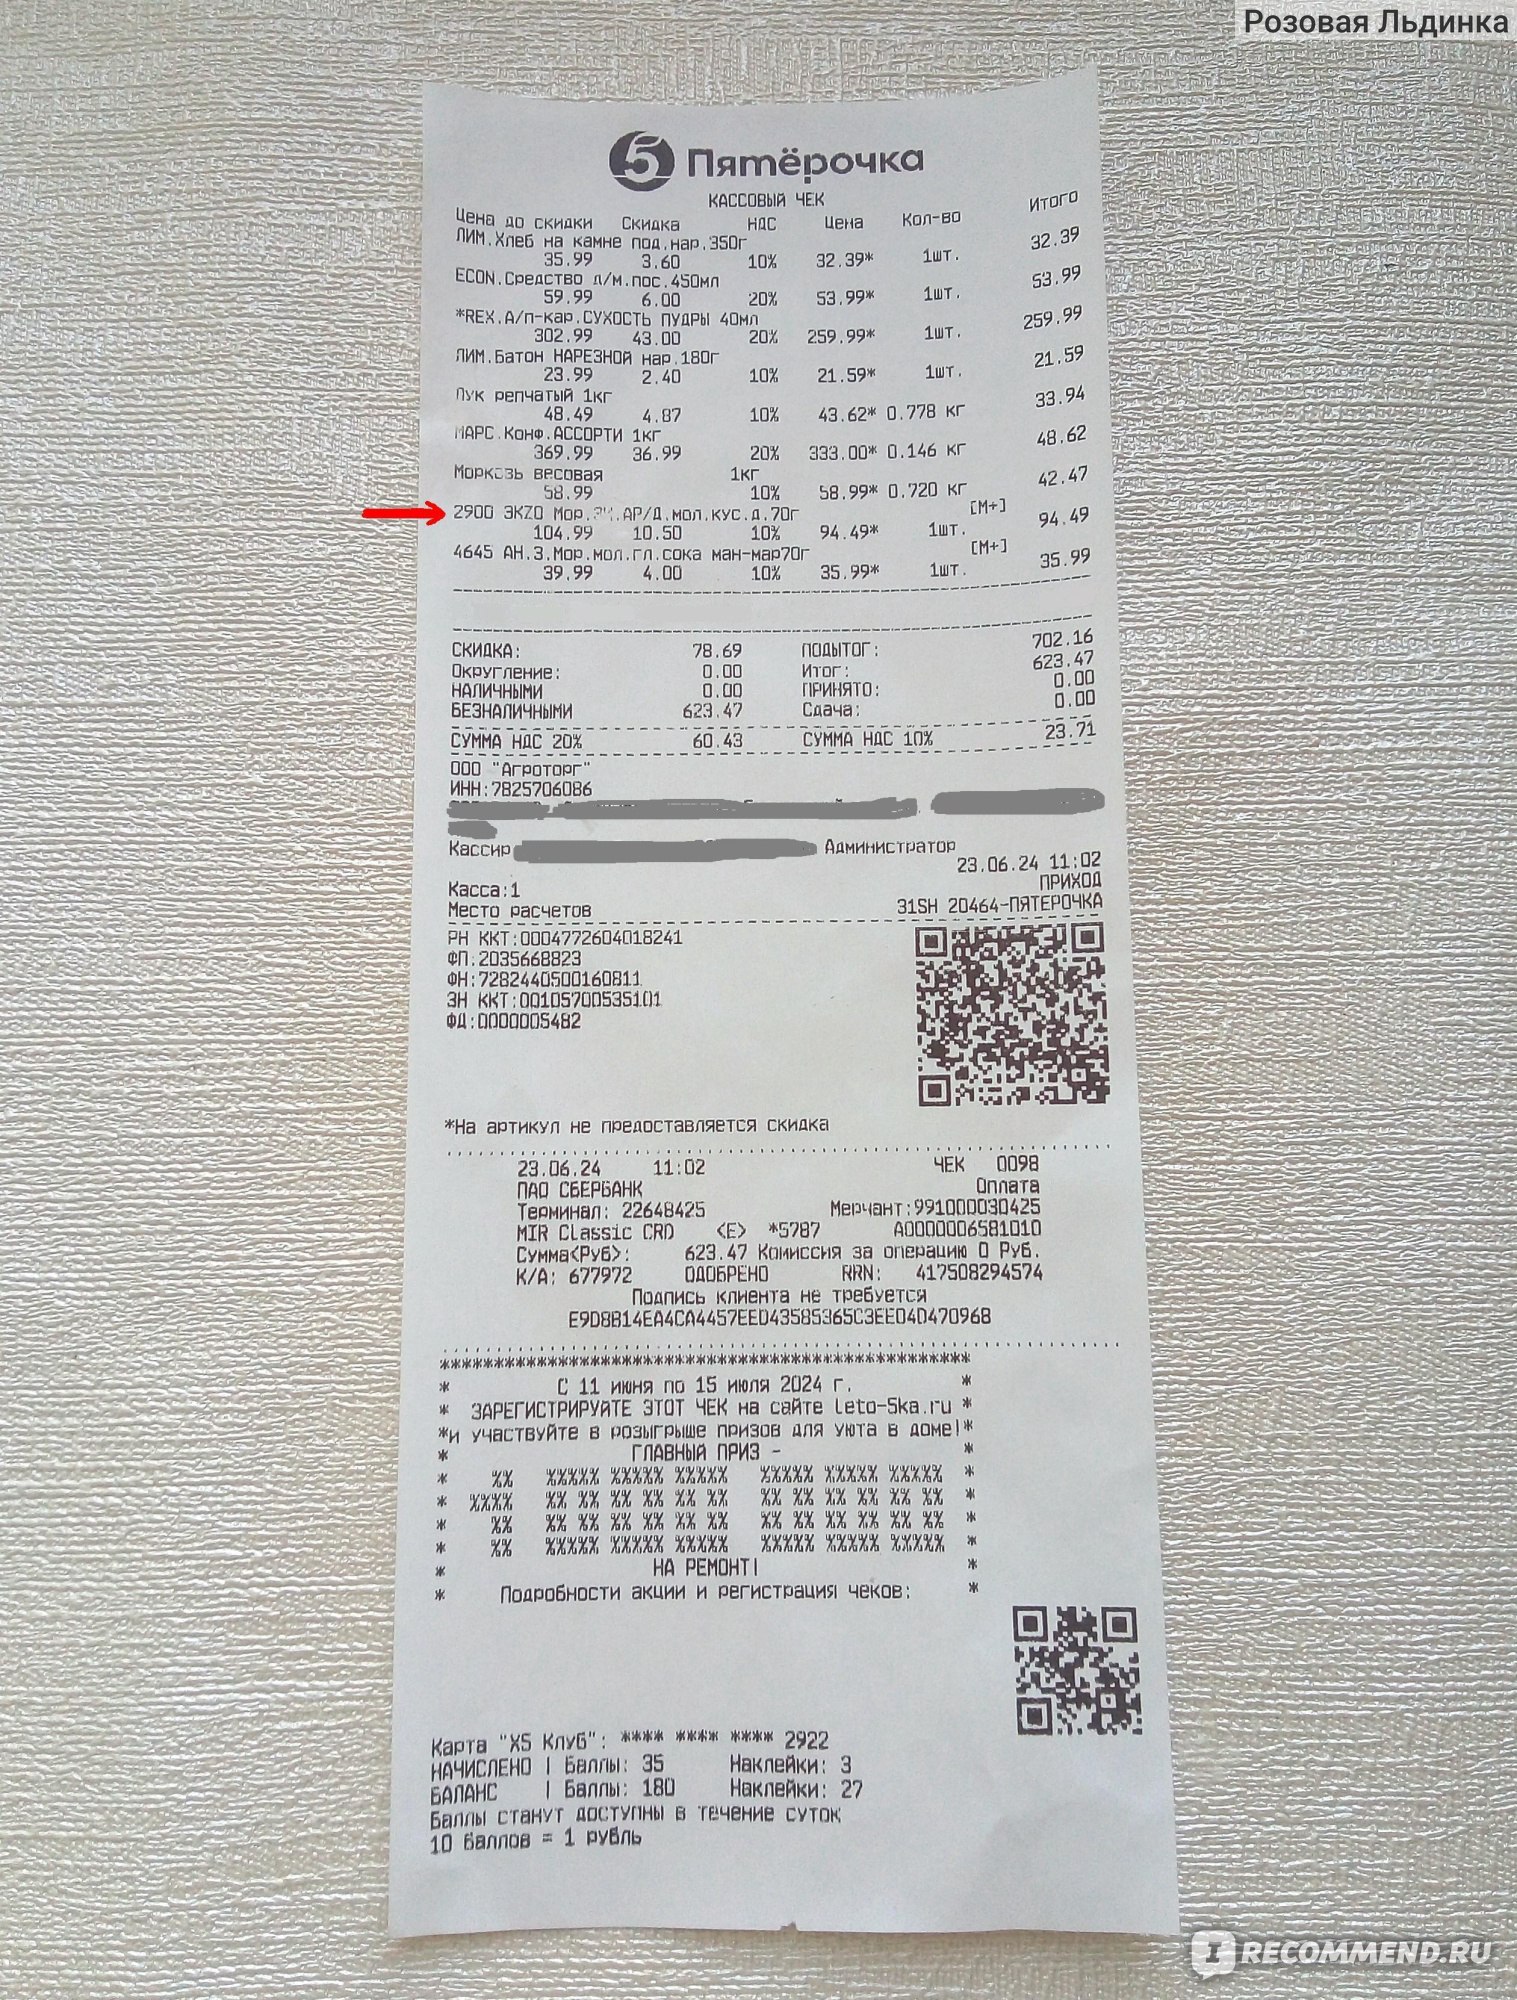 Розовая Льдинка
5 Пятёрочка
КАССОВЫЙ ЧЕК
Цена до скидки Скидка НДС Цена Кол-во Итого
ЛИМ.Хлеб на камне под.нар.350г
35.99 3.60 10% 32.39* 1шт. 32.39
ECON.Средство д/м.пос.450мл
59.99 6.00 20% 53.99* 1шт. 53.99
*REX.А/п-кар.СУХОСТЬ ПУДРЫ 40мл
302.99 43.00 20% 259.99* 1шт. 259.99
ЛИМ.Батон НАРЕЗНОЙ нар.180г
23.99 2.40 10% 21.59* 1шт. 21.59
Лук репчатый 1кг
48.49 4.87 10% 43.62* 0.778 кг 33.94
МАРС.Конф.АССОРТИ 1кг
369.99 36.99 20% 333.00* 0.146 кг 48.62
Морковь весовая 1кг
58.99 10% 58.99* 0.720 кг 42.47
2900 ЭКZО Мор. .АР/Д.мол.кус.д.70г [М+]
104.99 10.50 10% 94.49* 1шт. 94.49
4645 АН.З.Мор.мол.гл.сока ман-мар70г [М+]
39.99 4.00 10% 35.99* 1шт. 35.99
СКИДКА: 78.69 ПОДЫТОГ: 702.16
Округление: 0.00 Итог: 623.47
НАЛИЧНЫМИ 0.00 ПРИНЯТО: 0.00
БЕЗНАЛИЧНЫМИ 623.47 Сдача: 0.00
СУММА НДС 20% 60.43 СУММА НДС 10% 23.71
ООО "Агроторг"
ИНН:7825706086
Кассир Администратор
23.06.24 11:02
Касса:1 ПРИХОД
Место расчетов 31SH 20464-ПЯТЕРОЧКА
РН ККТ:0004772604018241
ФП:2035668823
ФН:7282440500160811
ЗН ККТ:00105700535101
ФД:0000005482
*На артикул не предоставляется скидка
23.06.24 11:02 ЧЕК 0098
ПАО СБЕРБАНК Оплата
Терминал: 22648425 Мерчант:991000030425
MIR Classic CRD <E> *5787 A0000006581010
Сумма<Руб>: 623.47 Комиссия за операцию 0 Руб.
К/А: 677972 ОДОБРЕНО RRN: 417508294574
Подпись клиента не требуется
E9D8B14EA4CA4457EED43585365C3EE04D470968
**************************************************
* С 11 июня по 15 июля 2024 г. *
* ЗАРЕГИСТРИРУЙТЕ ЭТОТ ЧЕК на сайте leto-5ka.ru *
*и участвуйте в розыгрыше призов для уюта в доме!*
* ГЛАВНЫЙ ПРИЗ - *
* %% %%%%% %%%%% %%%%% %%%%% %%%%% %%%%% *
* %%%% %% %% %% %% %% %% %% %% %% %% %% %% *
* %% %% %% %% %% %% %% %% %% %% %% %% %% *
* %% %%%%% %%%%% %%%%% %%%%% %%%%% %%%%% *
* НА РЕМОНТ! *
* Подробности акции и регистрация чеков: *
Карта "Х5 Клуб": **** **** **** 2922
НАЧИСЛЕНО | Баллы: 35 Наклейки: 3
БАЛАНС | Баллы: 180 Наклейки: 27
Баллы станут доступны в течение суток
10 баллов = 1 рубль
IRECOMMEND.RU